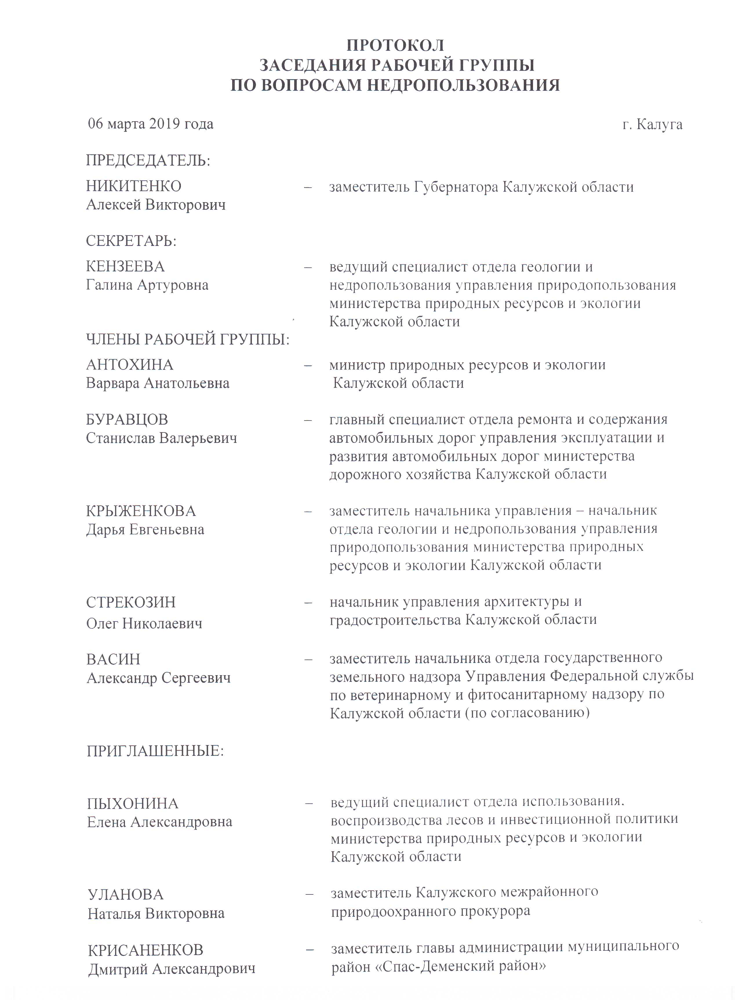 ПРОТОКОЛ
ЗАСЕДАНИЯ РАБОЧЕЙ ГРУППЫ
ПО ВОПРОСАМ НЕДРОПОЛЬЗОВАНИЯ
06 марта 2019 года г. Калуга
ПРЕДСЕДАТЕЛЬ:
НИКИТЕНКО – заместитель Губернатора Калужской области
Алексей Викторович
СЕКРЕТАРЬ:
КЕНЗЕЕВА – ведущий специалист отдела геологии и
Галина Артуровна недропользования управления природопользования
министерства природных ресурсов и экологии
Калужской области
ЧЛЕНЫ РАБОЧЕЙ ГРУППЫ:
АНТОХИНА – министр природных ресурсов и экологии
Варвара Анатольевна Калужской области
БУРАВЦОВ – главный специалист отдела ремонта и содержания
Станислав Валерьевич автомобильных дорог управления эксплуатации и
развития автомобильных дорог министерства
дорожного хозяйства Калужской области
КРЫЖЕНКОВА – заместитель начальника управления – начальник
Дарья Евгеньевна отдела геологии и недропользования управления
природопользования министерства природных
ресурсов и экологии Калужской области
СТРЕКОЗИН – начальник управления архитектуры и
Олег Николаевич градостроительства Калужской области
ВАСИН – заместитель начальника отдела государственного
Александр Сергеевич земельного надзора Управления Федеральной службы
по ветеринарному и фитосанитарному надзору по
Калужской области (по согласованию)
ПРИГЛАШЕННЫЕ:
ПЫХОНИНА – ведущий специалист отдела использования.
Елена Александровна воспроизводства лесов и инвестиционной политики
министерства природных ресурсов и экологии
Калужской области
УЛАНОВА – заместитель Калужского межрайонного
Наталья Викторовна природоохранного прокурора
КРИСАНЕНКОВ – заместитель главы администрации муниципального
Дмитрий Александрович район «Спас-Деменский район»